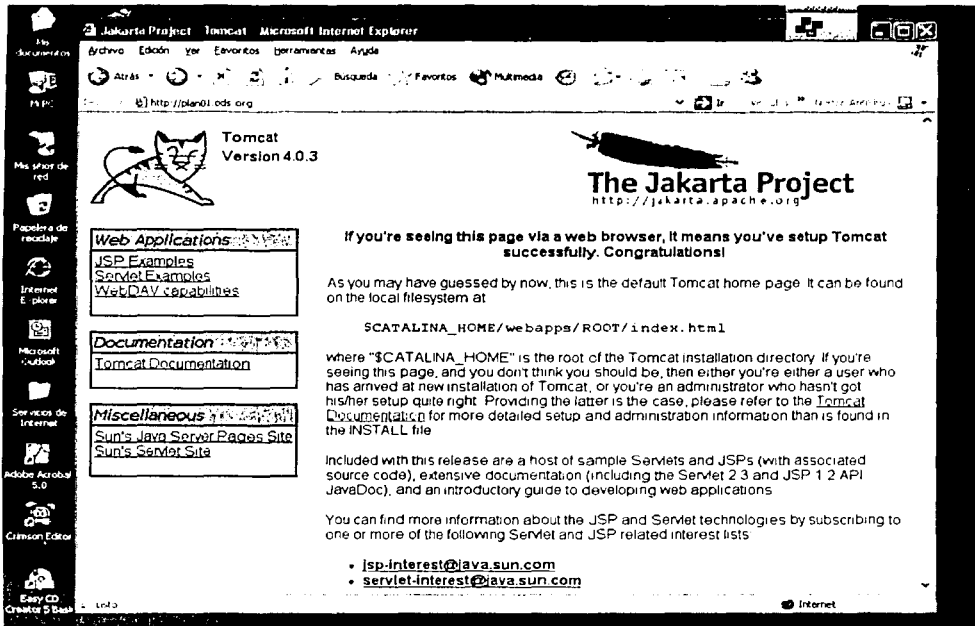 Jakarta Project Tomcat Microsoft Internet Explorer
Archivo Edición Ver Favoritos Herramientas Ayuda
Atrás Búsqueda Favoritos Multimedia
http://plan01.ods.org Ir
Mis documentos
Mi PC
Mis sitios de red
Papelera de reciclaje
Internet Explorer
Microsoft Outlook
Servicios de Internet
Adobe Acrobat 5.0
Crimson Editor
Easy CD Creator 5 Basic
Tomcat
Version 4.0.3
The Jakarta Project
http://jakarta.apache.org
Web Applications
JSP Examples
Servlet Examples
WebDAV capabilities
Documentation
Tomcat Documentation
Miscellaneous
Sun's Java Server Pages Site
Sun's Servlet Site
If you're seeing this page via a web browser, it means you've setup Tomcat
successfully. Congratulations!
As you may have guessed by now, this is the default Tomcat home page. It can be found
on the local filesystem at
$CATALINA_HOME/webapps/ROOT/index.html
where "$CATALINA_HOME" is the root of the Tomcat installation directory. If you're
seeing this page, and you don't think you should be, then either you're either a user who
has arrived at new installation of Tomcat, or you're an administrator who hasn't got
his/her setup quite right. Providing the latter is the case, please refer to the Tomcat
Documentation for more detailed setup and administration information than is found in
the INSTALL file
Included with this release are a host of sample Servlets and JSPs (with associated
source code), extensive documentation (including the Servlet 2.3 and JSP 1.2 API
JavaDoc), and an introductory guide to developing web applications
You can find more information about the JSP and Servlet technologies by subscribing to
one or more of the following Servlet and JSP related interest lists
• jsp-interest@java.sun.com
• servlet-interest@java.sun.com
Listo Internet